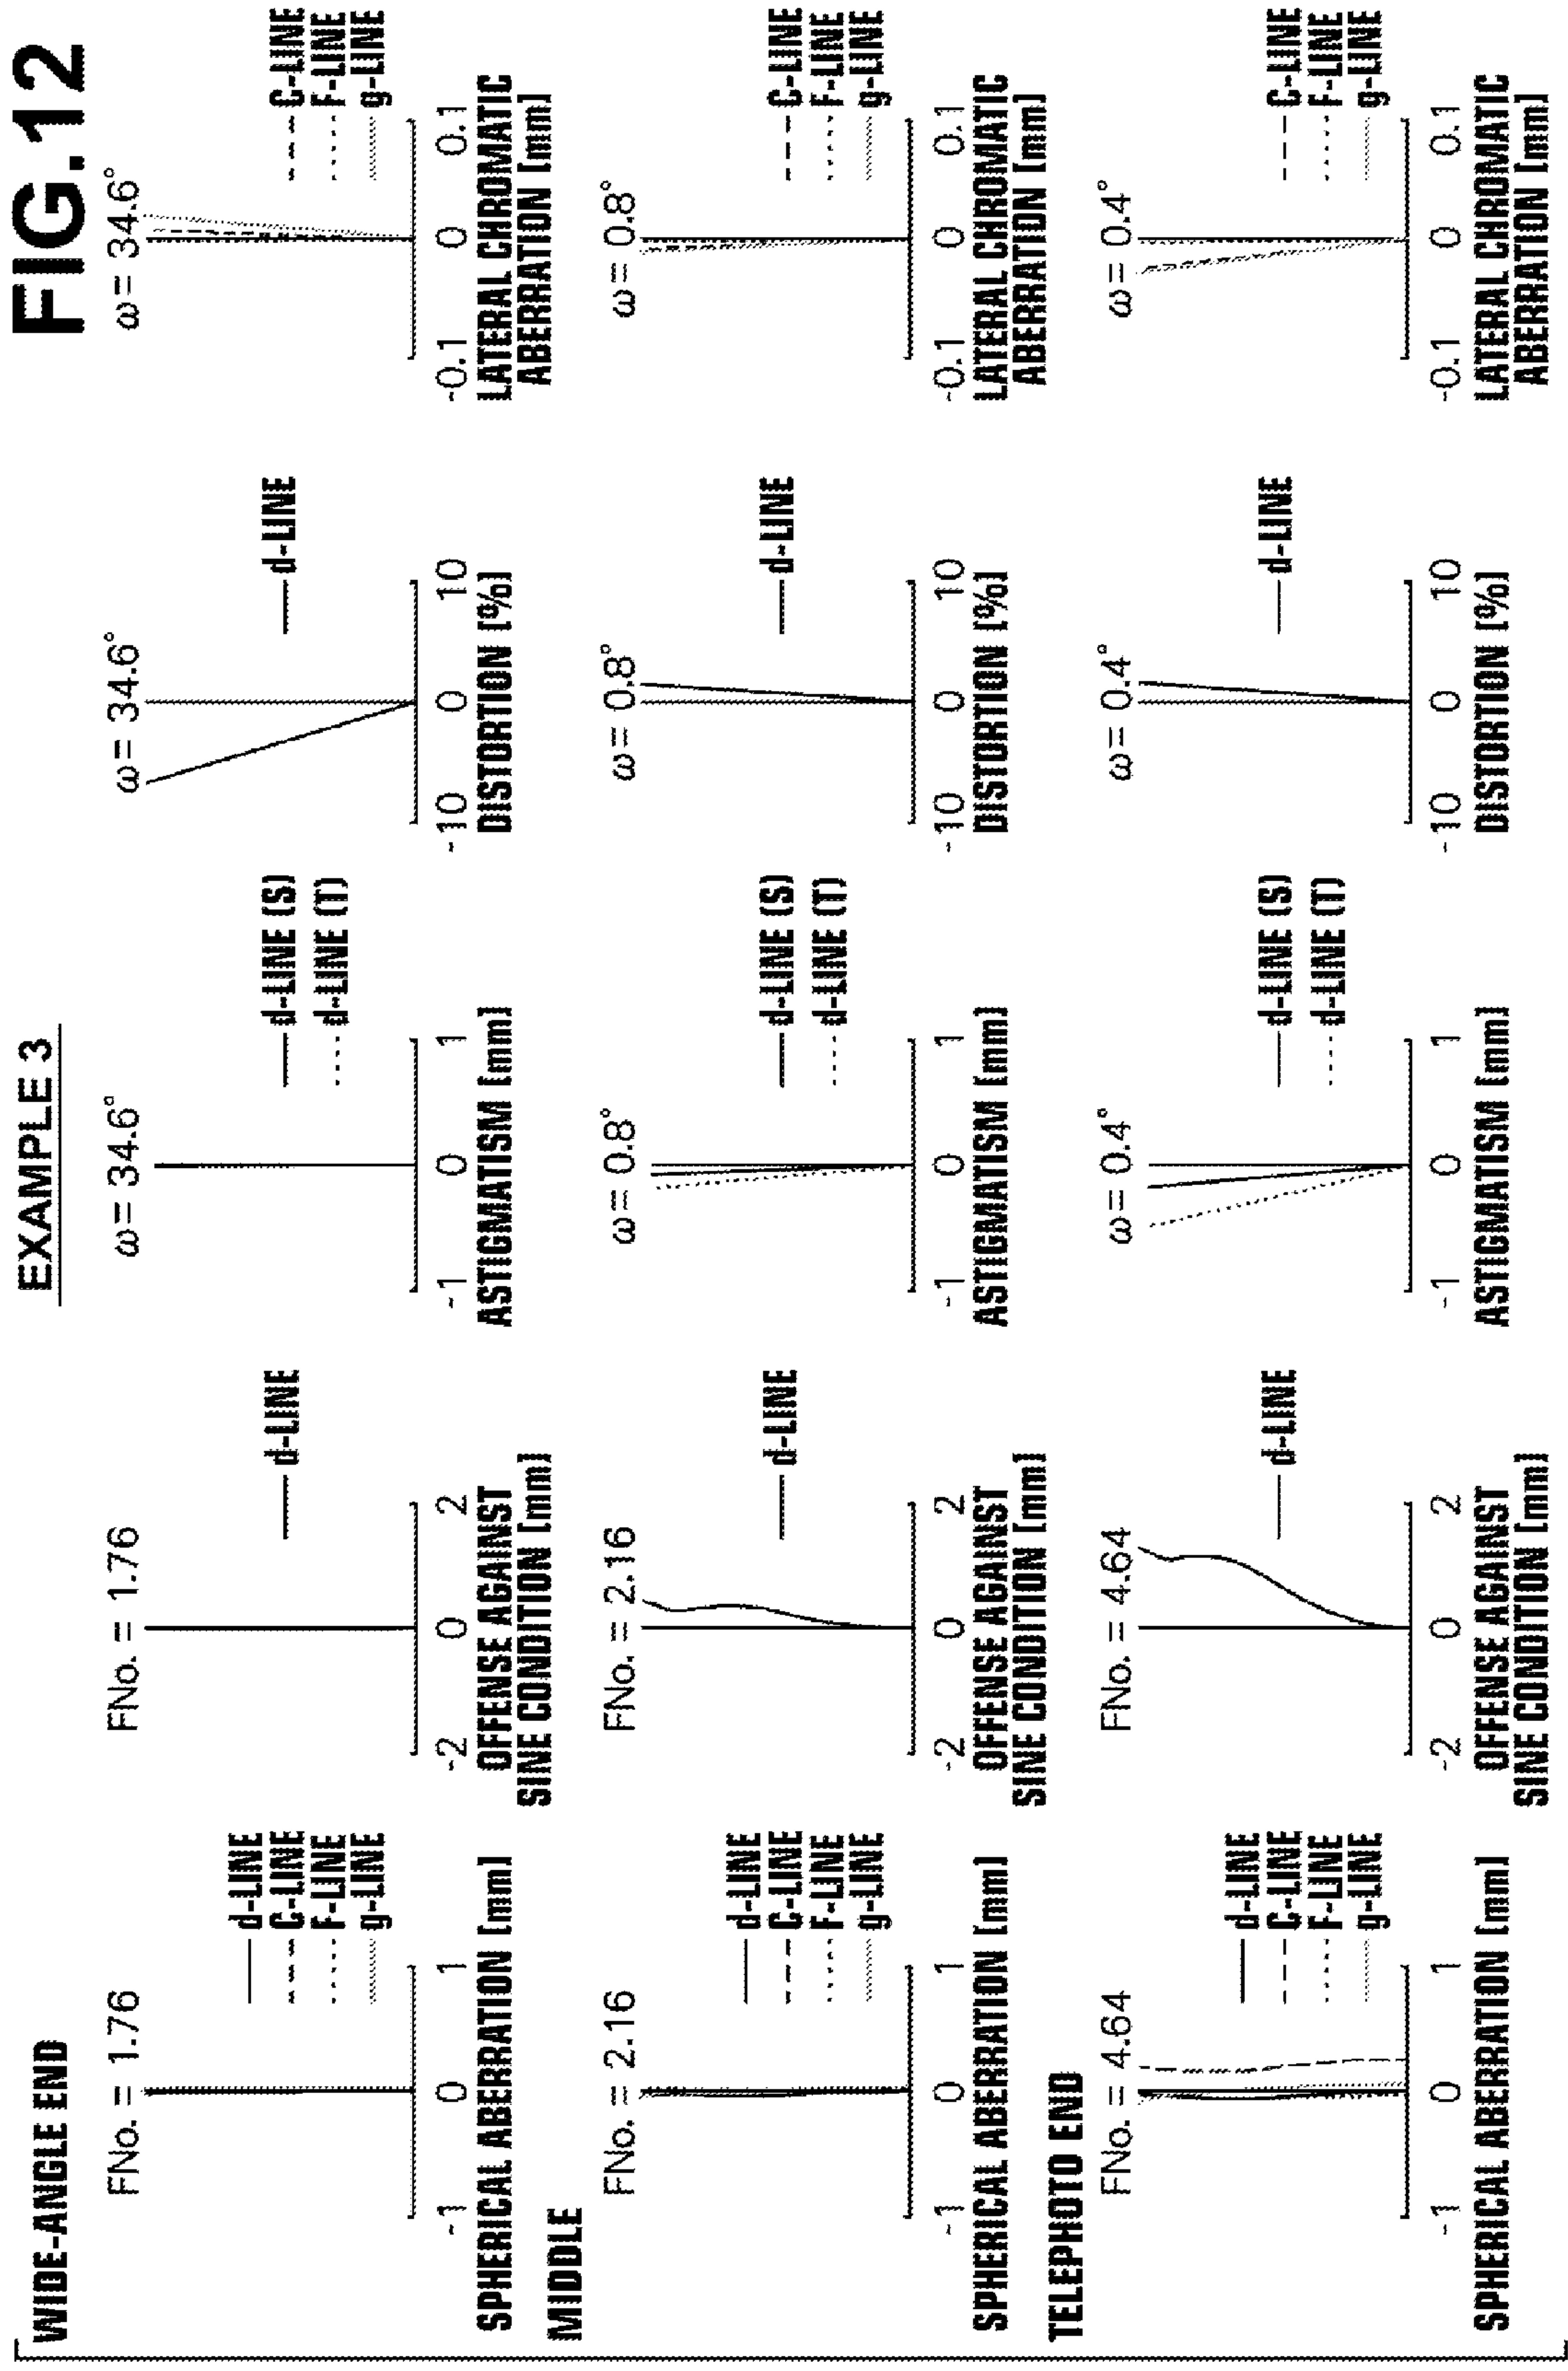 FIG.12
EXAMPLE 3
WIDE-ANGLE END
FNo. = 1.76
d-LINE
C-LINE
F-LINE
g-LINE
-1 0 1
SPHERICAL ABERRATION [mm]
FNo. = 1.76
d-LINE
-2 0 2
OFFENSE AGAINST
SINE CONDITION [mm]
ω= 34.6°
d-LINE (S)
d-LINE (T)
-1 0 1
ASTIGMATISM [mm]
ω= 34.6°
d-LINE
-10 0 10
DISTORTION [%]
ω= 34.6°
C-LINE
F-LINE
g-LINE
-0.1 0 0.1
LATERAL CHROMATIC
ABERRATION [mm]
MIDDLE
FNo. = 2.16
d-LINE
C-LINE
F-LINE
g-LINE
-1 0 1
SPHERICAL ABERRATION [mm]
FNo. = 2.16
d-LINE
-2 0 2
OFFENSE AGAINST
SINE CONDITION [mm]
ω= 0.8°
d-LINE (S)
d-LINE (T)
-1 0 1
ASTIGMATISM [mm]
ω= 0.8°
d-LINE
-10 0 10
DISTORTION [%]
ω= 0.8°
C-LINE
F-LINE
g-LINE
-0.1 0 0.1
LATERAL CHROMATIC
ABERRATION [mm]
TELEPHOTO END
FNo. = 4.64
d-LINE
C-LINE
F-LINE
g-LINE
-1 0 1
SPHERICAL ABERRATION [mm]
FNo. = 4.64
d-LINE
-2 0 2
OFFENSE AGAINST
SINE CONDITION [mm]
ω= 0.4°
d-LINE (S)
d-LINE (T)
-1 0 1
ASTIGMATISM [mm]
ω= 0.4°
d-LINE
-10 0 10
DISTORTION [%]
ω= 0.4°
C-LINE
F-LINE
g-LINE
-0.1 0 0.1
LATERAL CHROMATIC
ABERRATION [mm]